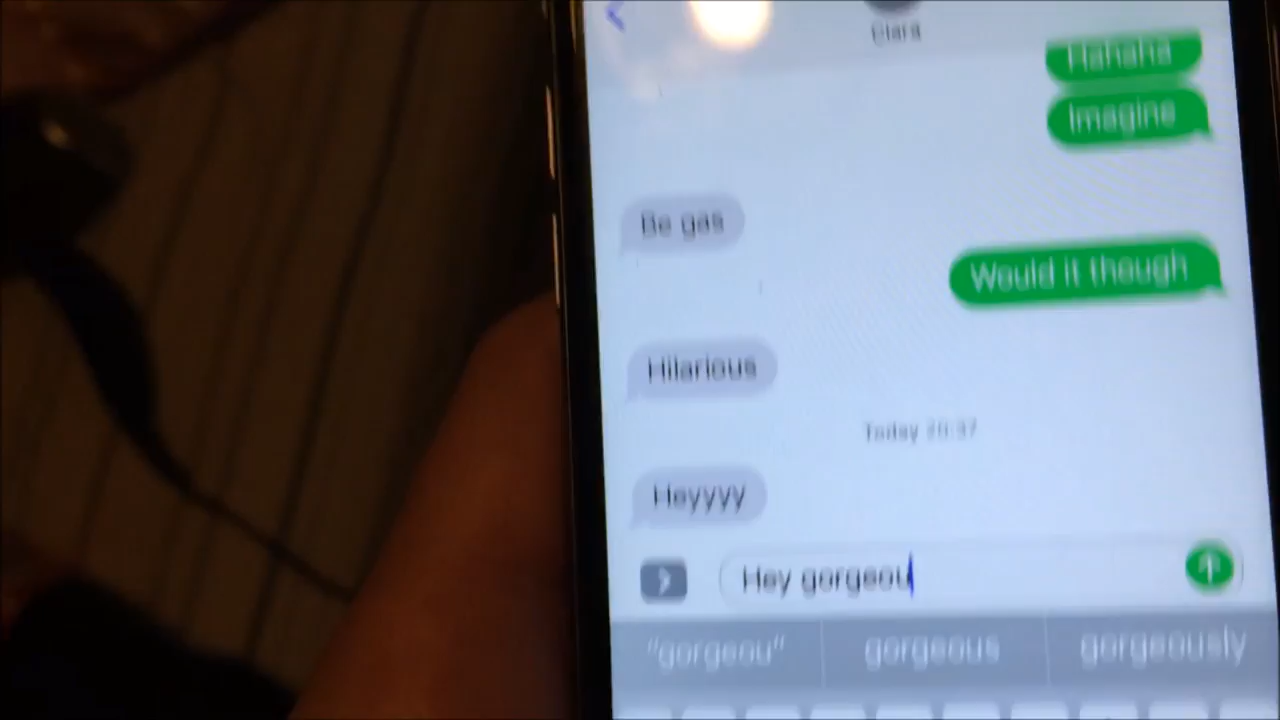 Clara
Hahaha
Imagine
Be gas
Would it though
Hilarious
Today 20:37
Heyyyy
Hey gorgeou
"gorgeou" gorgeous gorgeously